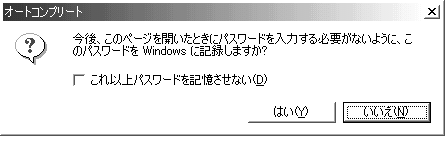 オートコンプリート
今後、このページを開いたときにパスワードを入力する必要がないように、こ
のパスワードを Windows に記録しますか?
これ以上パスワードを記憶させない(D)
はい(Y)
いいえ(N)